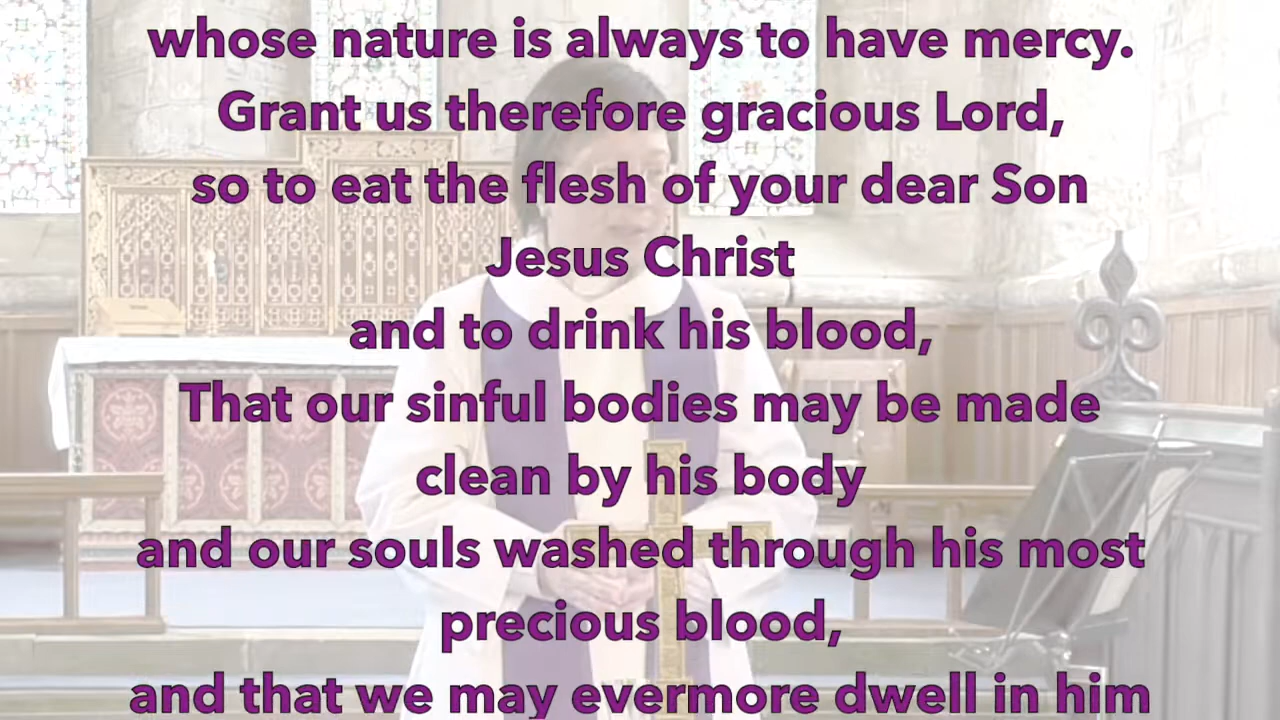 whose nature is always to have mercy.
Grant us therefore gracious Lord,
so to eat the flesh of your dear Son
Jesus Christ
and to drink his blood,
That our sinful bodies may be made
clean by his body
and our souls washed through his most
precious blood,
and that we may evermore dwell in him